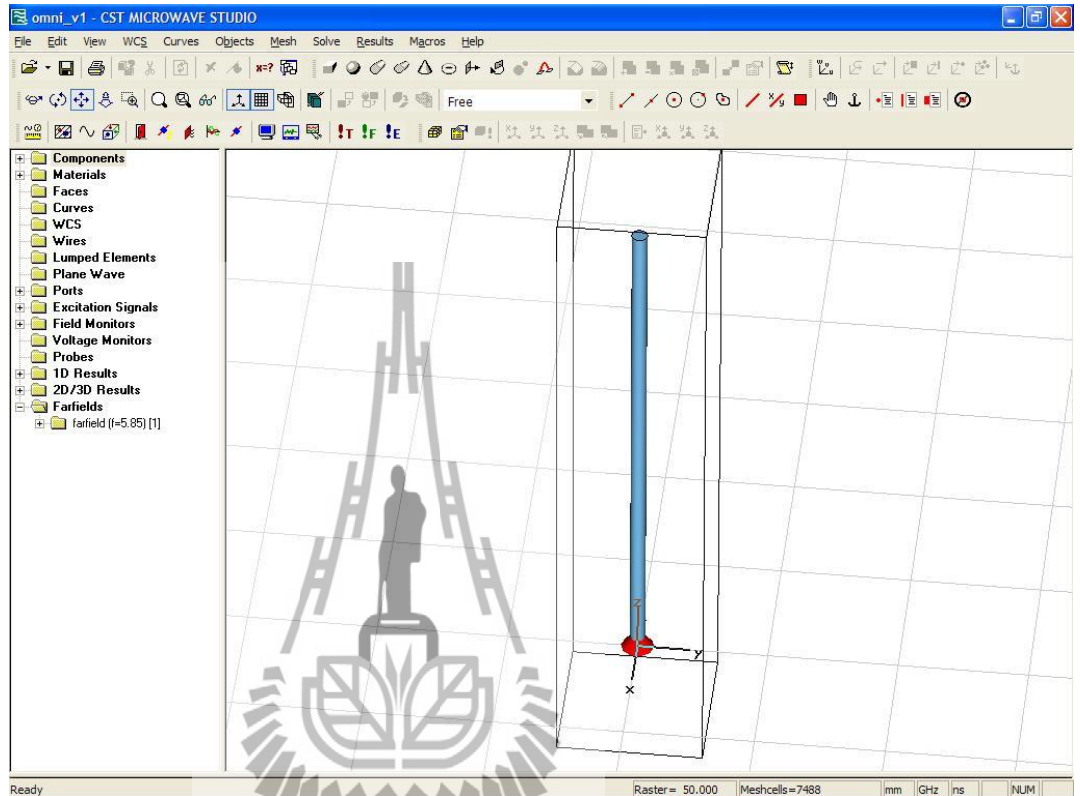 omni_v1 - CST MICROWAVE STUDIO
File Edit View WCS Curves Objects Mesh Solve Results Macros Help
x=?
Free
x/y
!T !F !E
Components
Materials
Faces
Curves
WCS
Wires
Lumped Elements
Plane Wave
Ports
Excitation Signals
Field Monitors
Voltage Monitors
Probes
1D Results
2D/3D Results
Farfields
farfield (f=5.85) [1]
z
y
x
Ready
Raster= 50.000 Meshcells=7488 mm GHz ns NUM